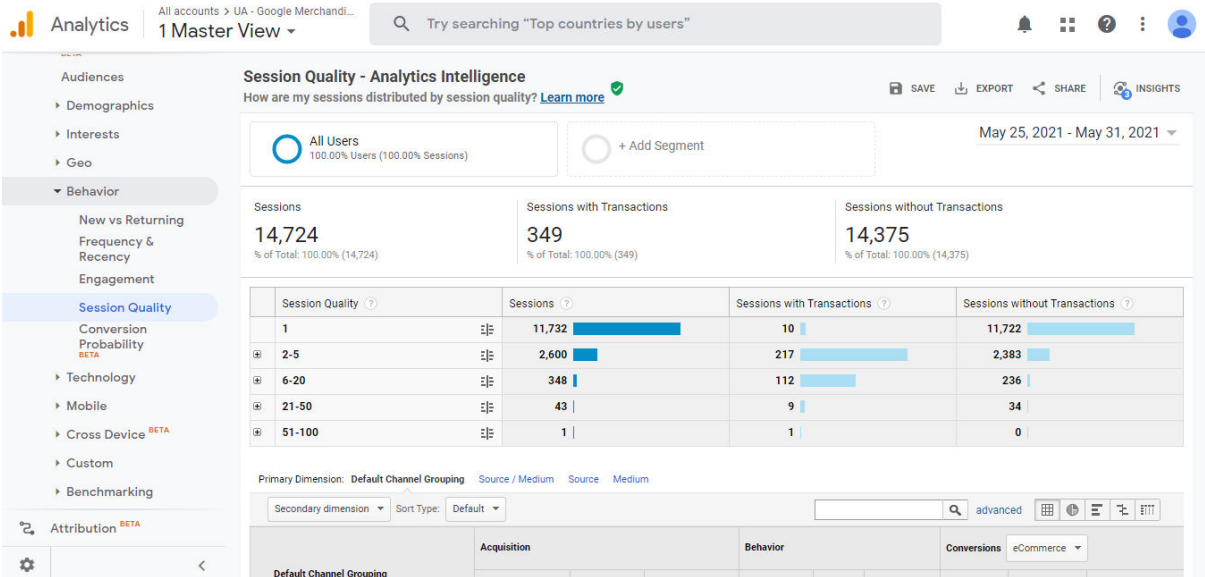 Analytics
All accounts > UA - Google Merchandi...
1 Master View
Try searching "Top countries by users"
BETA
Audiences
Demographics
Interests
Geo
Behavior
New vs Returning
Frequency &
Recency
Engagement
Session Quality
Conversion
Probability
BETA
Technology
Mobile
Cross Device BETA
Custom
Benchmarking
Attribution BETA
Session Quality - Analytics Intelligence
How are my sessions distributed by session quality? Learn more
SAVE EXPORT SHARE 3 INSIGHTS
All Users
100.00% Users (100.00% Sessions)
+ Add Segment
May 25, 2021 - May 31, 2021
Sessions
14,724
% of Total: 100.00% (14,724)
Sessions with Transactions
349
% of Total: 100.00% (349)
Sessions without Transactions
14,375
% of Total: 100.00% (14,375)
Session Quality ? Sessions ? Sessions with Transactions ? Sessions without Transactions ?
1 11,732 10 11,722
2-5 2,600 217 2,383
6-20 348 112 236
21-50 43 9 34
51-100 1 1 0
Primary Dimension: Default Channel Grouping Source / Medium Source Medium
Secondary dimension Sort Type: Default advanced
Acquisition Behavior Conversions eCommerce
Default Channel Grouping